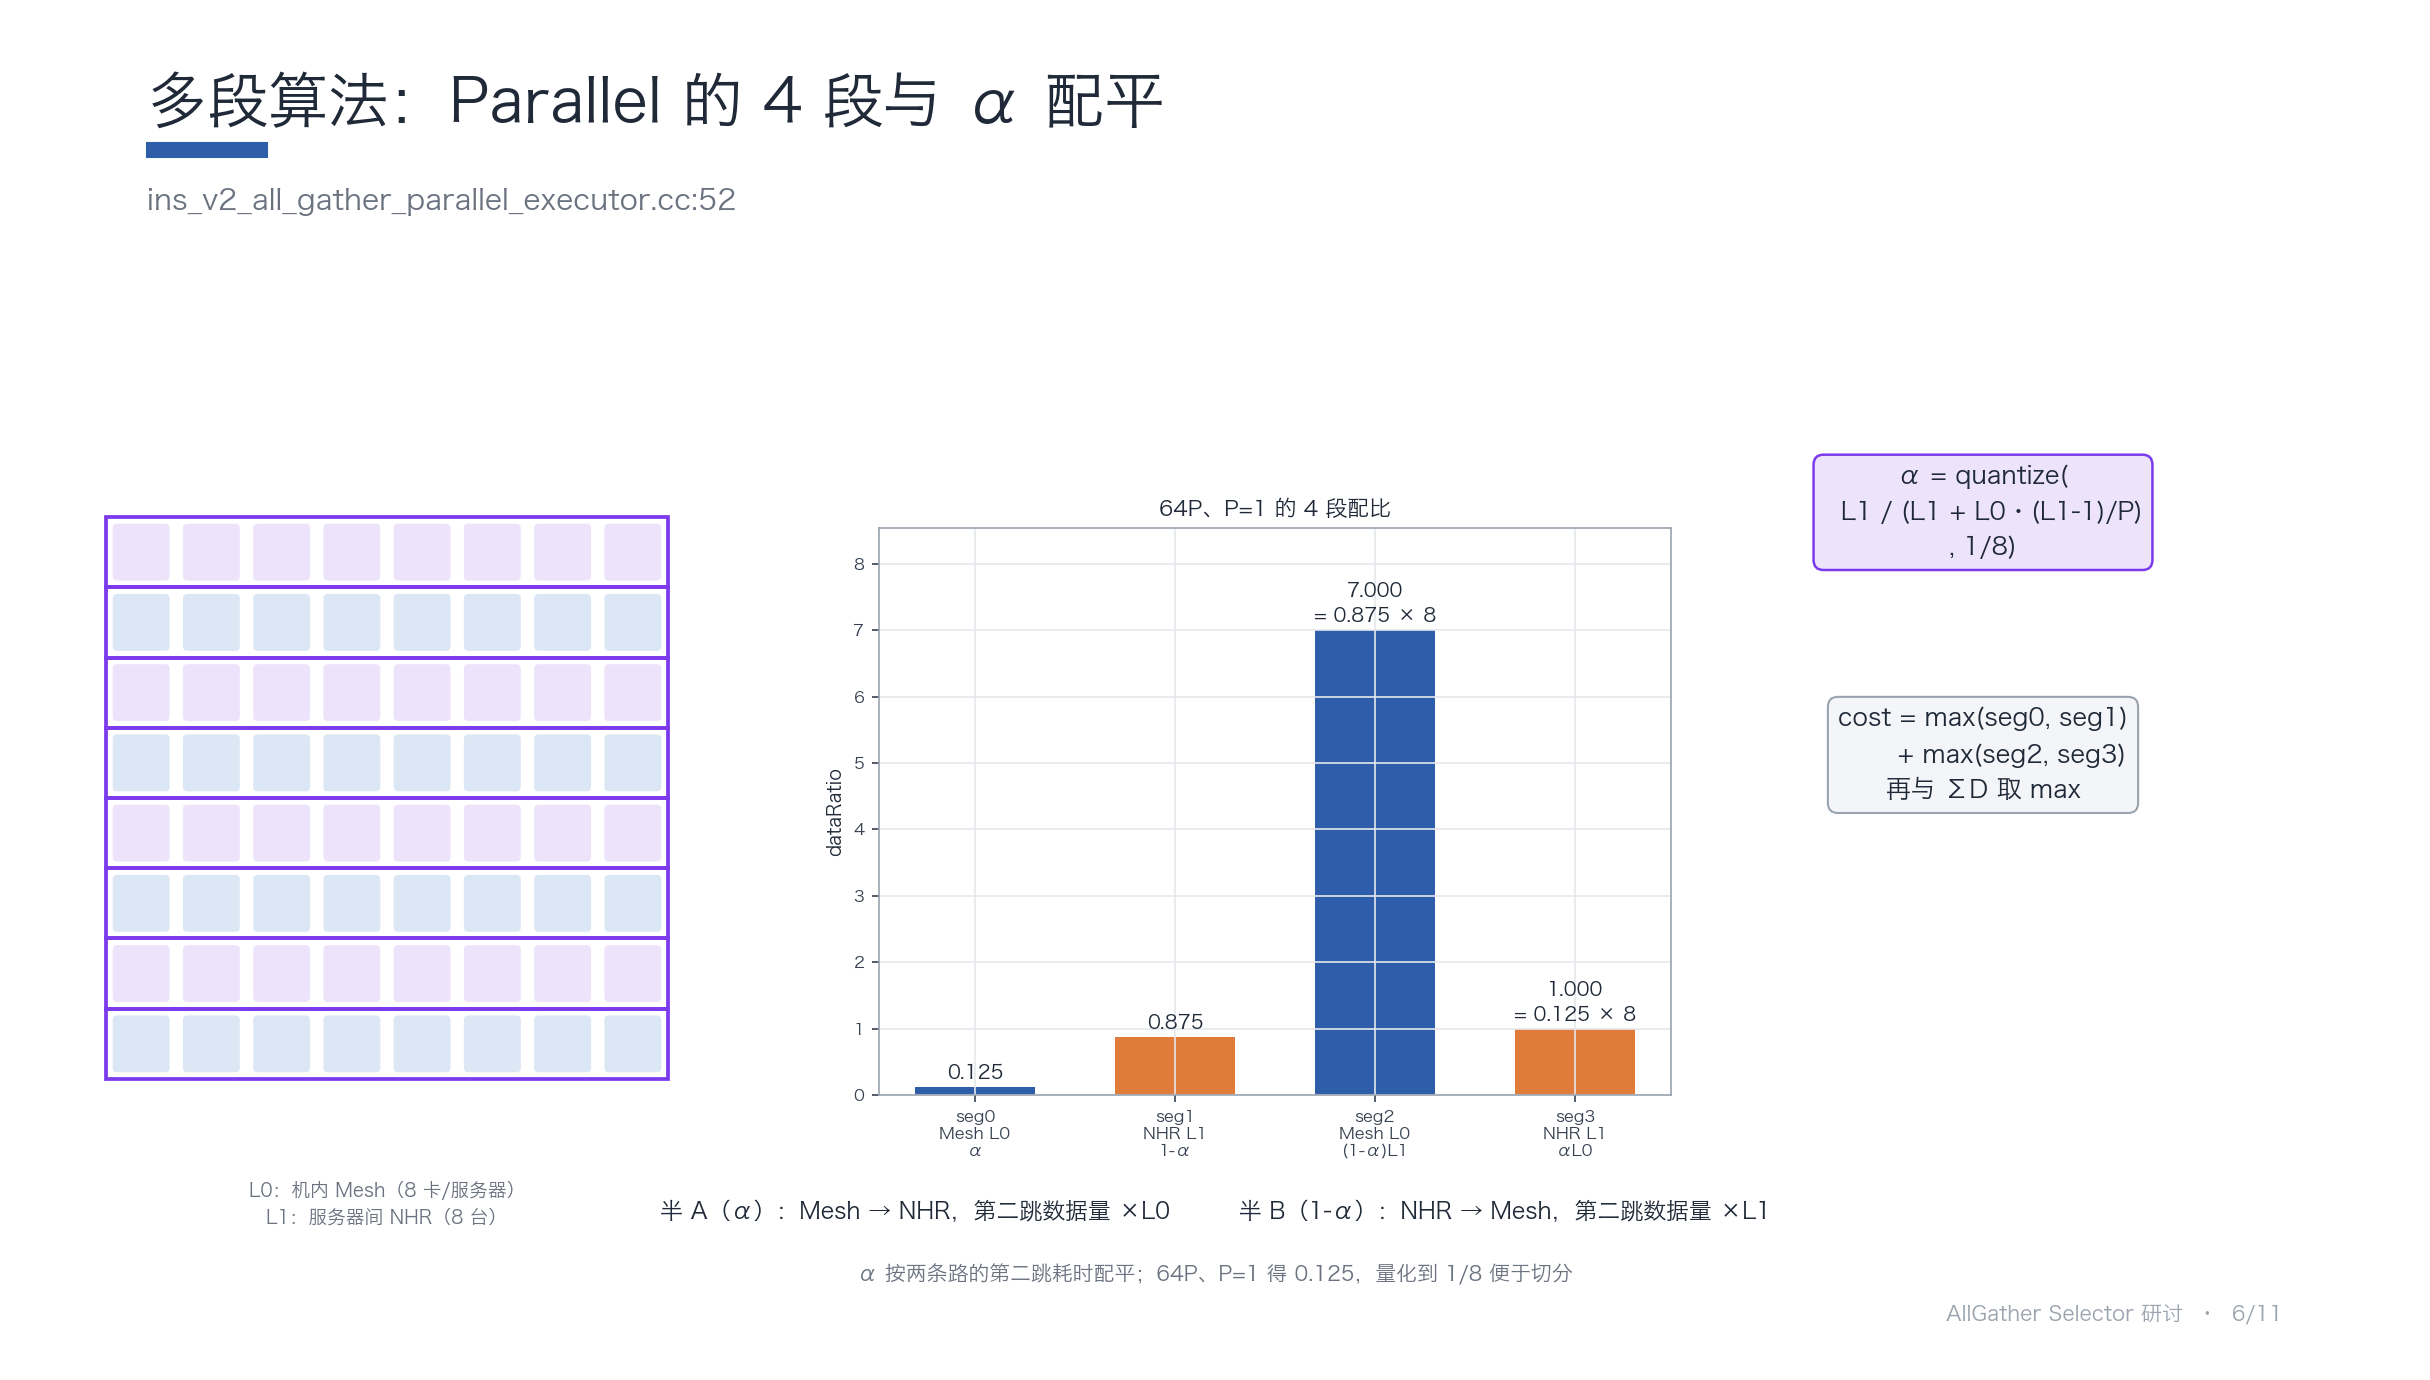 多段算法：Parallel 的 4 段与 α 配平
ins_v2_all_gather_parallel_executor.cc:52
L0：机内 Mesh（8 卡/服务器）
L1：服务器间 NHR（8 台）
64P、P=1 的 4 段配比
dataRatio
8
7
6
5
4
3
2
1
0
0.125
0.875
7.000
= 0.875 × 8
1.000
= 0.125 × 8
seg0
Mesh L0
α
seg1
NHR L1
1-α
seg2
Mesh L0
(1-α)L1
seg3
NHR L1
αL0
α = quantize(
L1 / (L1 + L0·(L1-1)/P)
, 1/8)
cost = max(seg0, seg1)
+ max(seg2, seg3)
再与 ΣD 取 max
半 A（α）：Mesh → NHR，第二跳数据量 ×L0
半 B（1-α）：NHR → Mesh，第二跳数据量 ×L1
α 按两条路的第二跳耗时配平；64P、P=1 得 0.125，量化到 1/8 便于切分
AllGather Selector 研讨 · 6/11